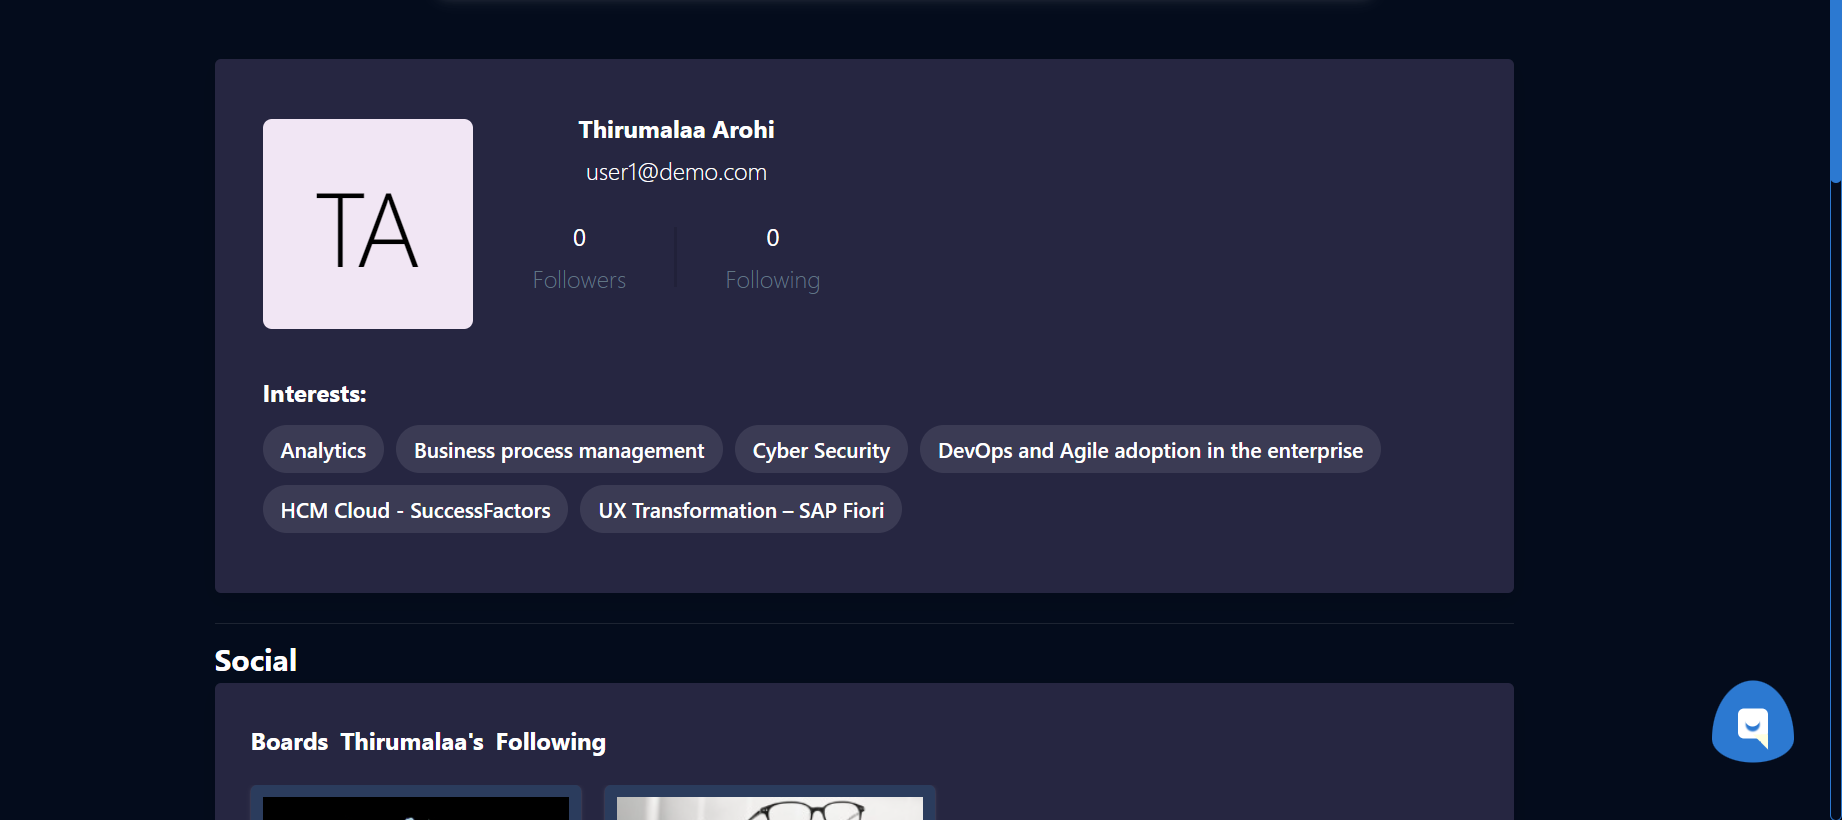 TA
Thirumalaa Arohi
user1@demo.com
0 0
Followers Following
Interests:
Analytics Business process management Cyber Security DevOps and Agile adoption in the enterprise
HCM Cloud - SuccessFactors UX Transformation – SAP Fiori
Social
Boards Thirumalaa's Following